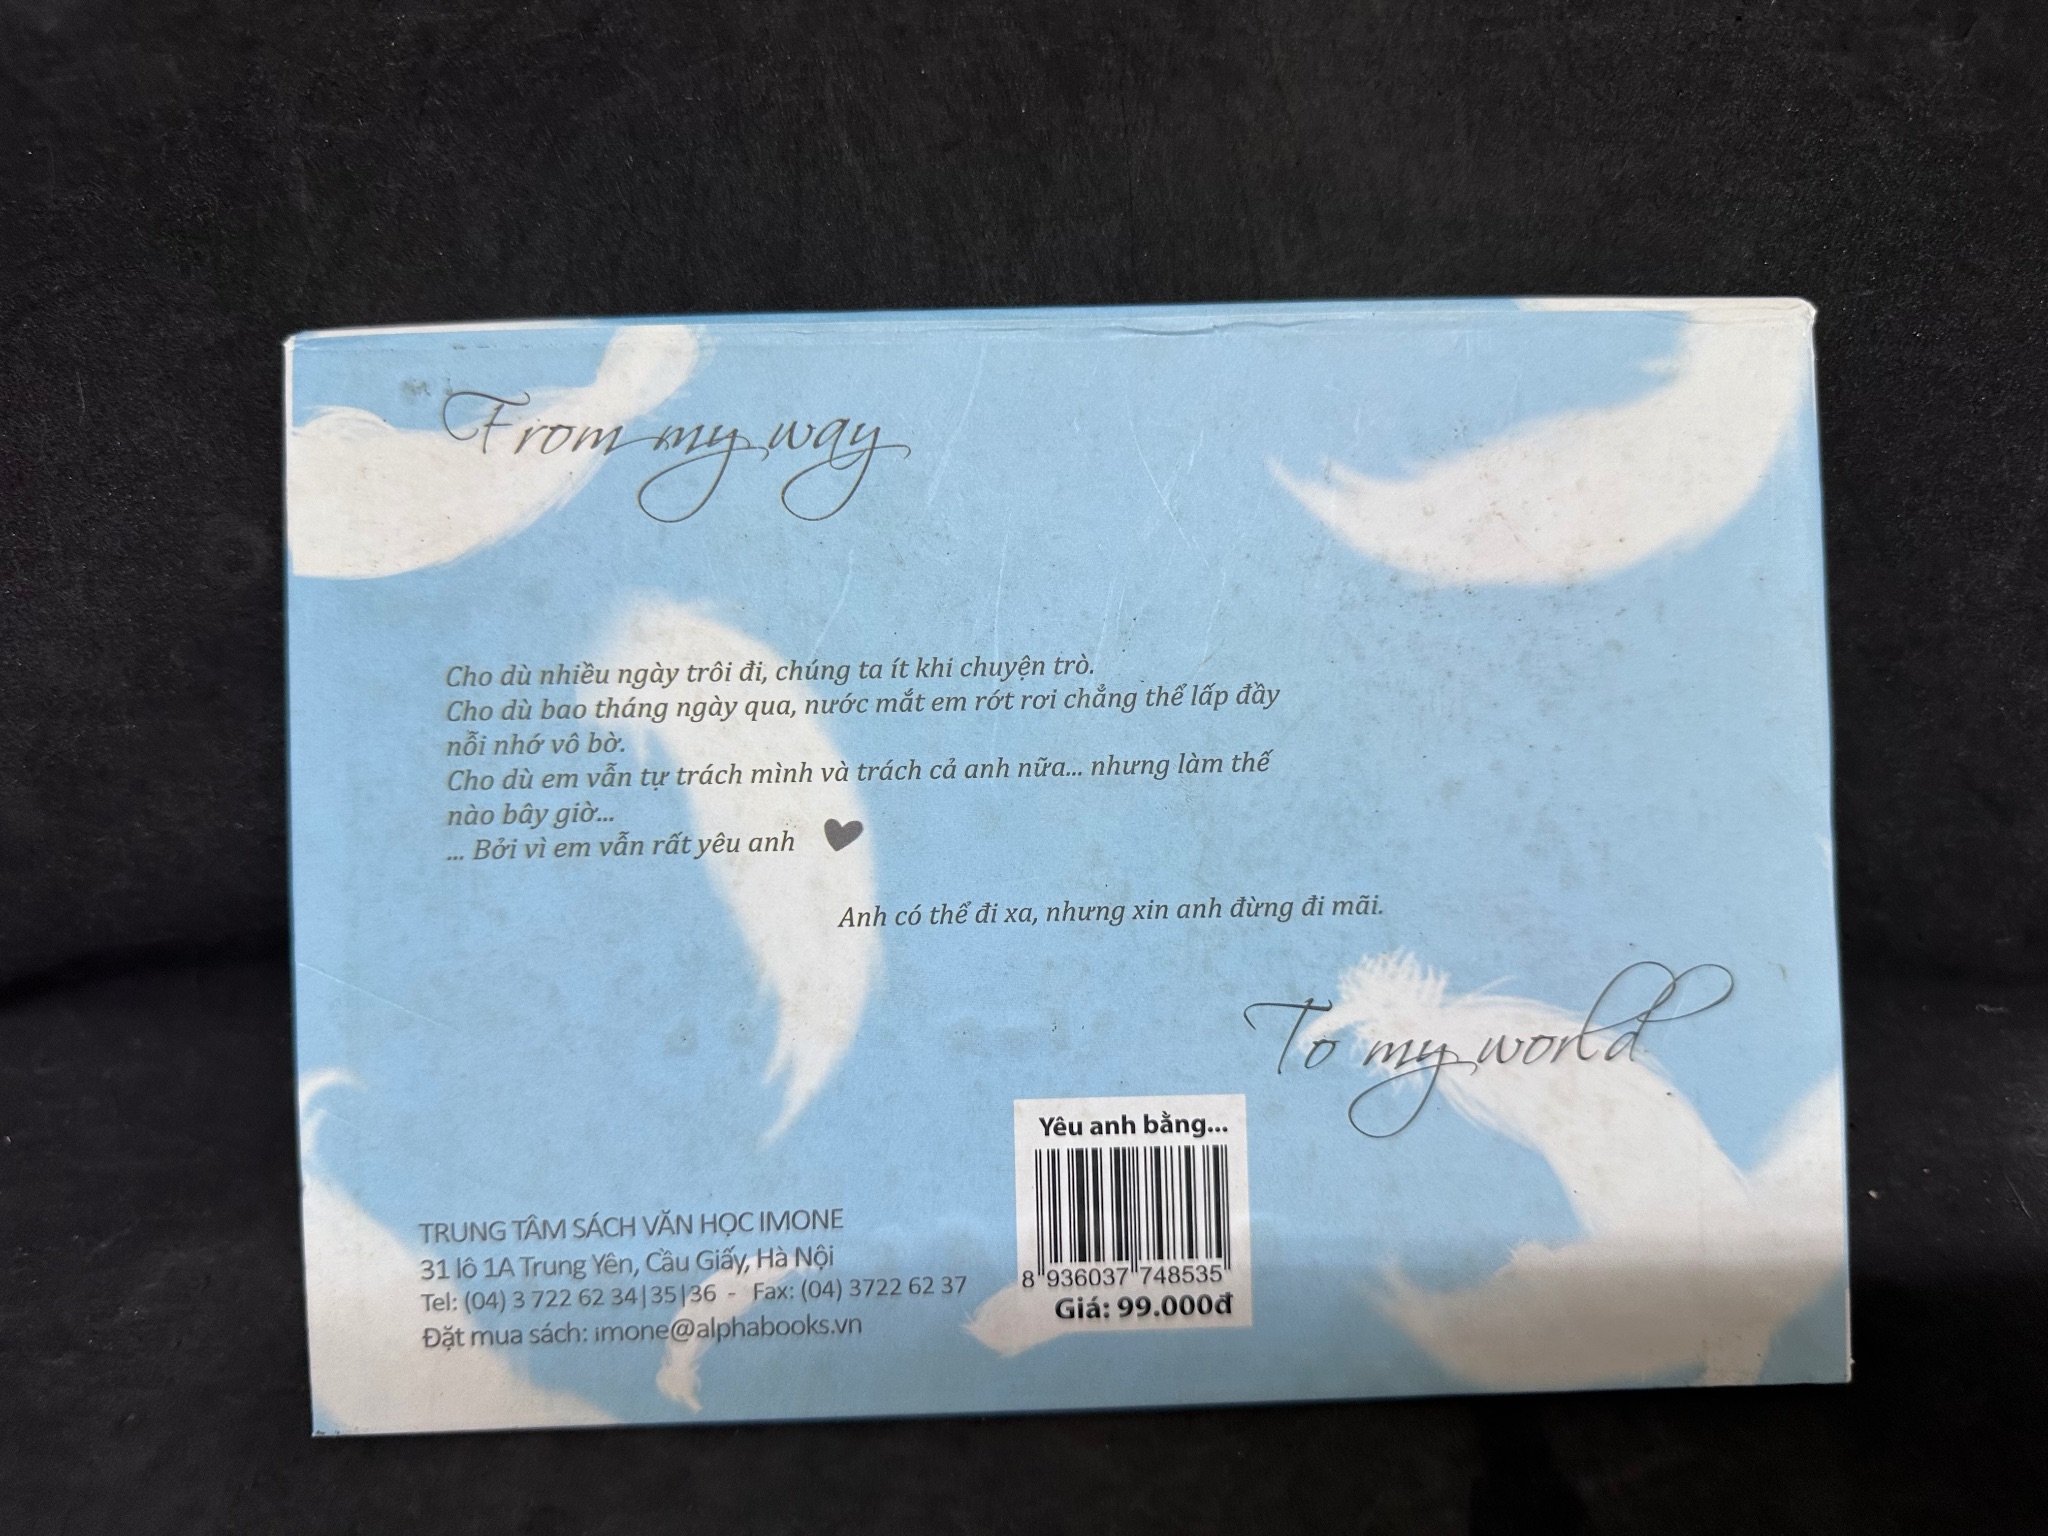 From my way
Cho dù nhiều ngày trôi đi, chúng ta ít khi chuyện trò.
Cho dù bao tháng ngày qua, nước mắt em rớt rơi chẳng thể lấp đầy
nỗi nhớ vô bờ.
Cho dù em vẫn tự trách mình và trách cả anh nữa... nhưng làm thế
nào bây giờ...
... Bởi vì em vẫn rất yêu anh
Anh có thể đi xa, nhưng xin anh đừng đi mãi.
To my world
Yêu anh bằng...
8 936037 748535
Giá: 99.000đ
TRUNG TÂM SÁCH VĂN HỌC IMONE
31 lô 1A Trung Yên, Cầu Giấy, Hà Nội
Tel: (04) 3 722 62 34|35|36 - Fax: (04) 3722 62 37
Đặt mua sách: imone@alphabooks.vn